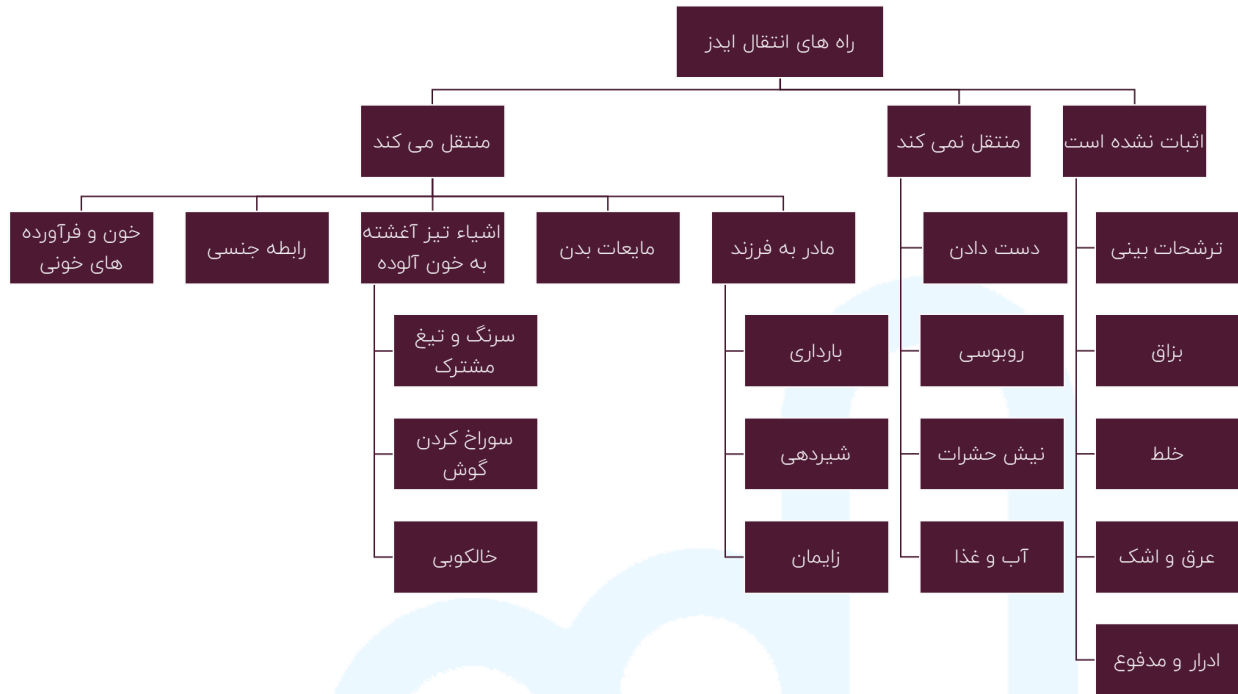 راه های انتقال ایدز
اثبات نشده است
منتقل نمی کند
منتقل می کند
ترشحات بینی
بزاق
خلط
عرق و اشک
ادرار و مدفوع
دست دادن
روبوسی
نیش حشرات
آب و غذا
مادر به فرزند
بارداری
شیردهی
زایمان
مایعات بدن
اشیاء تیز آغشته
به خون آلوده
سرنگ و تیغ
مشترک
سوراخ کردن
گوش
خالکوبی
رابطه جنسی
خون و فرآورده
های خونی